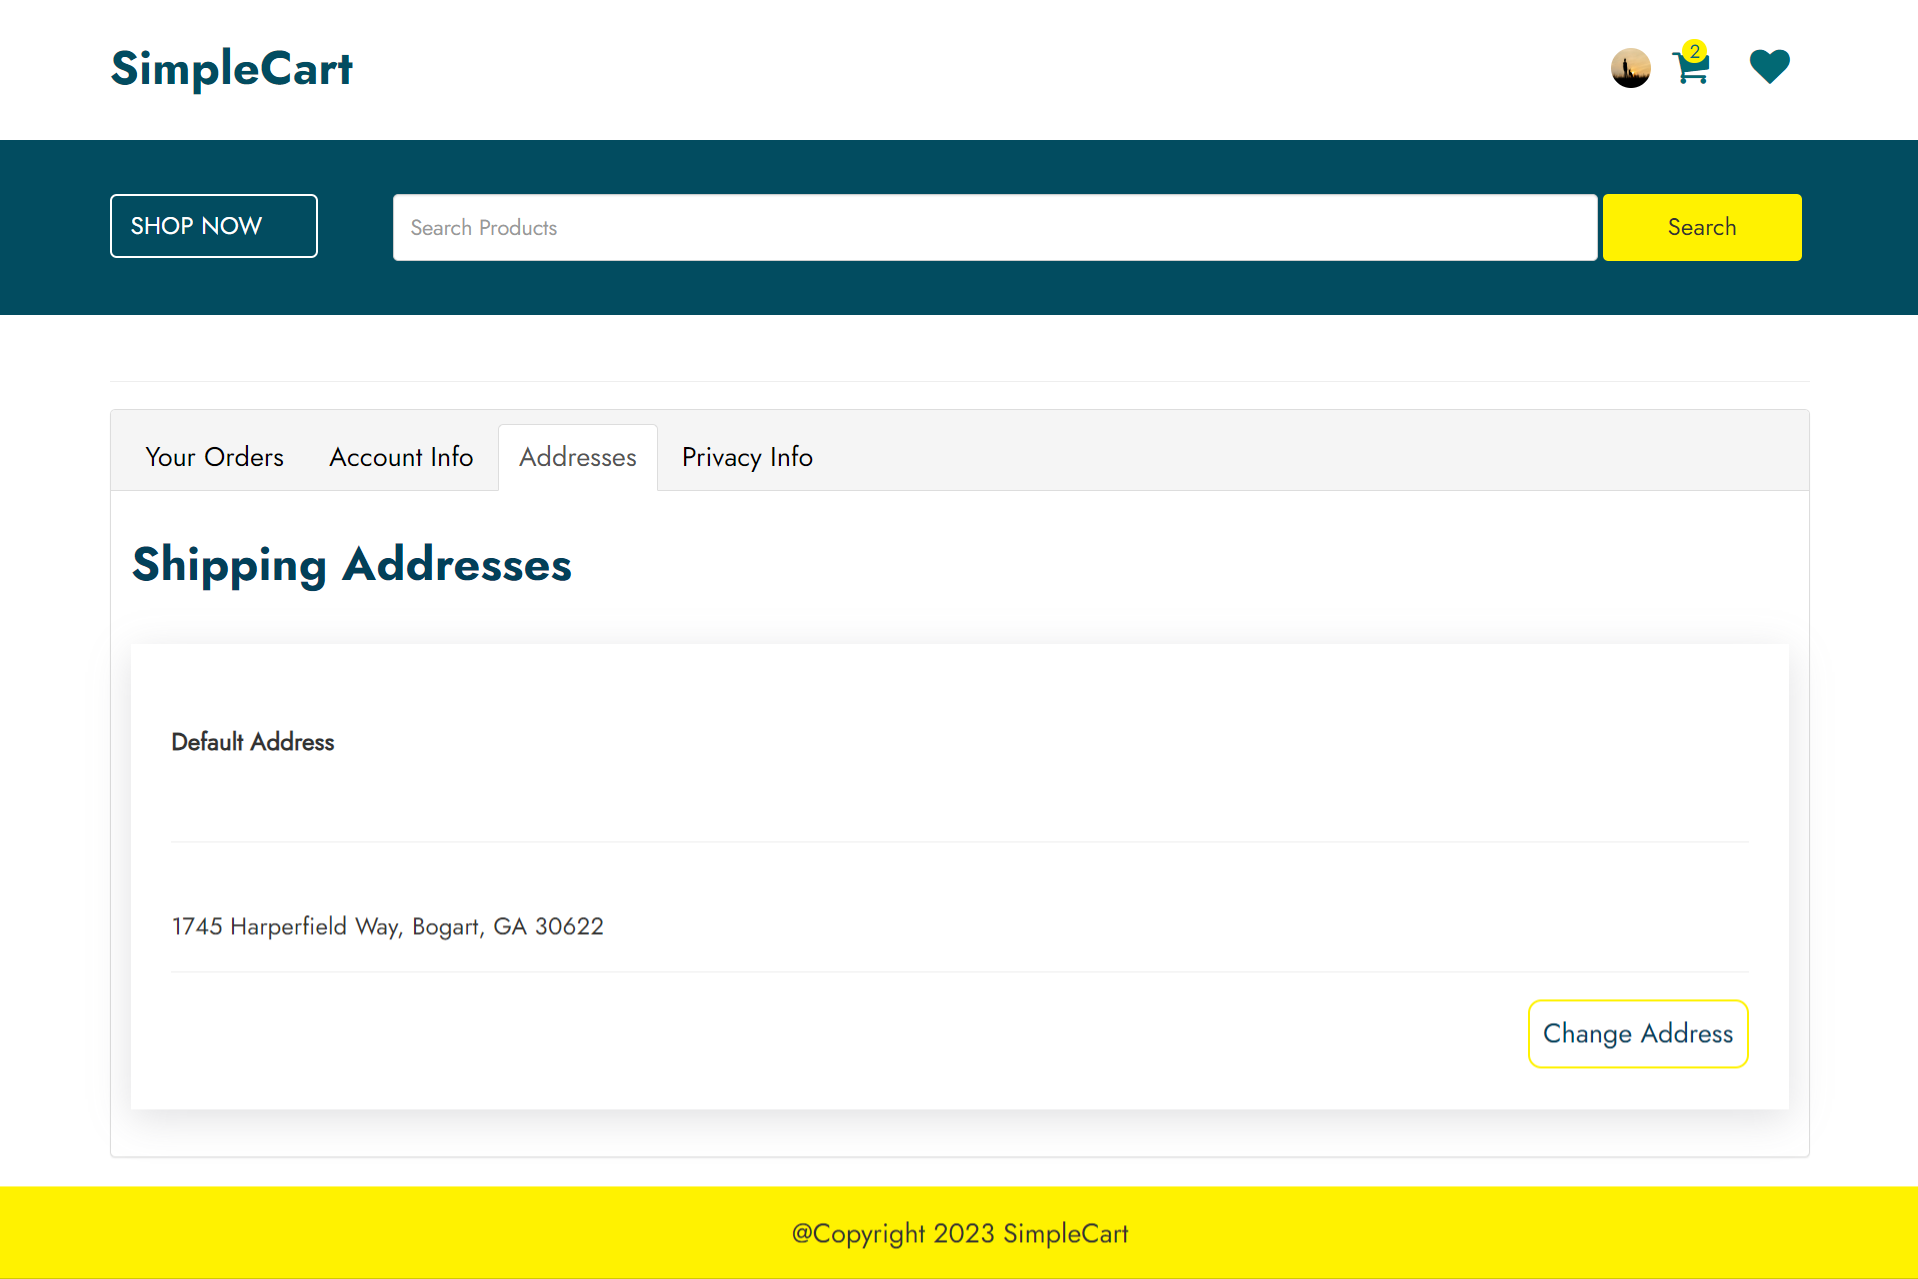 SimpleCart
2
SHOP NOW
Search Products
Search
Your Orders
Account Info
Addresses
Privacy Info
Shipping Addresses
Default Address
1745 Harperfield Way, Bogart, GA 30622
Change Address
@Copyright 2023 SimpleCart